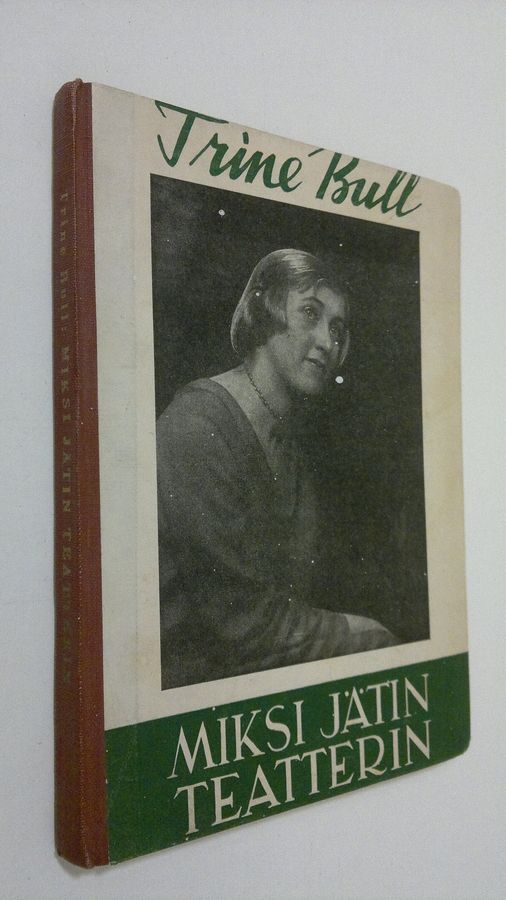 Trine Bull
MIKSI JÄTIN
TEATTERIN
Trine Bull: MIKSI JÄTIN TEATTERIN